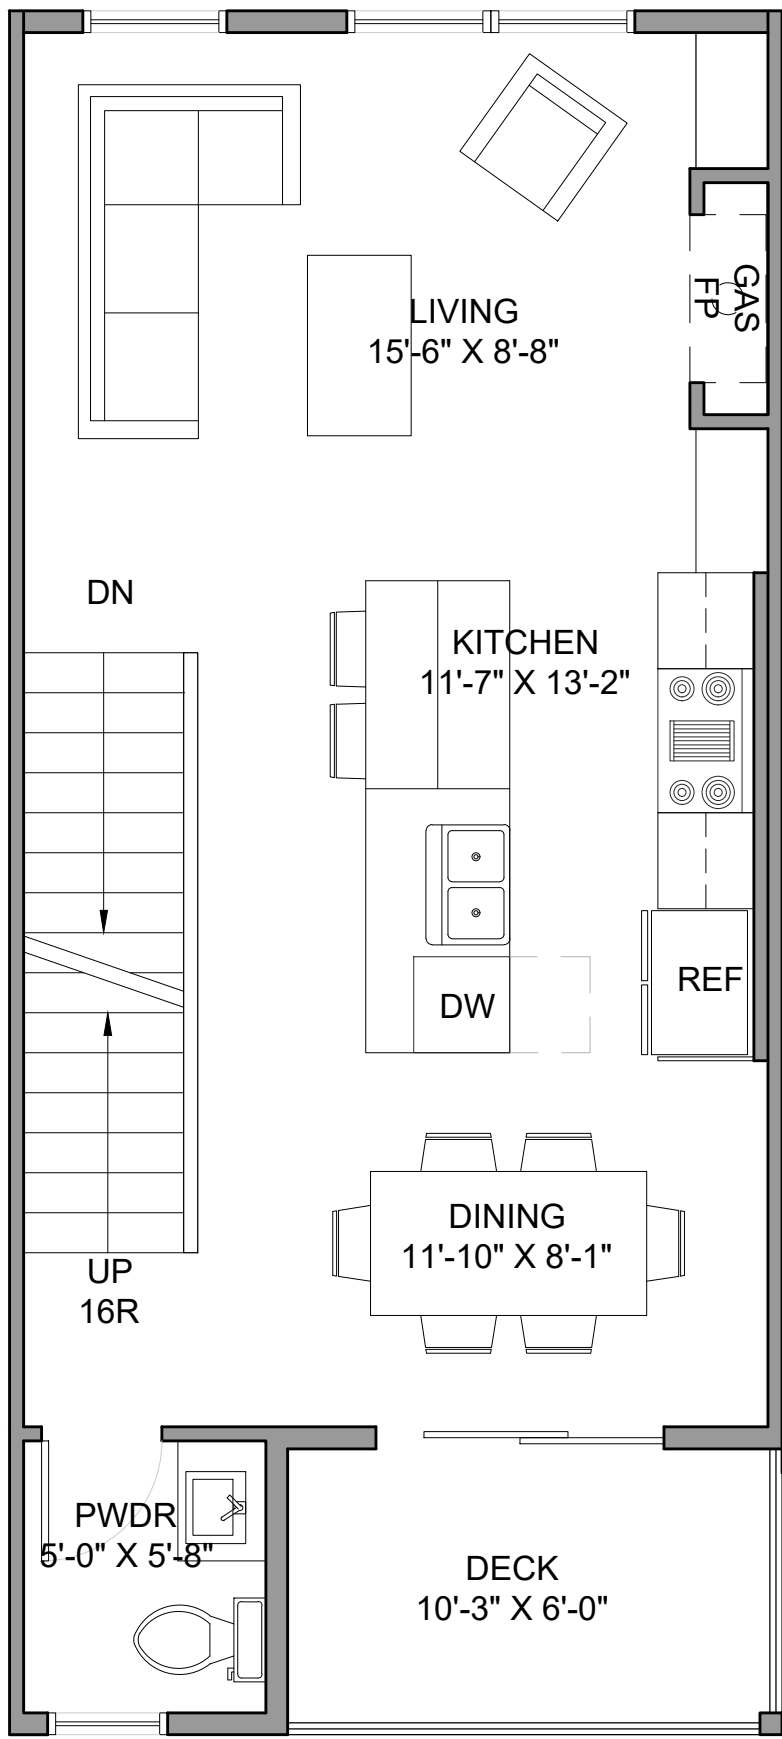 LIVING
15'-6" X 8'-8"
GAS
FP
DN
KITCHEN
11'-7" X 13'-2"
REF
DW
DINING
11'-10" X 8'-1"
UP
16R
PWDR
5'-0" X 5'-8"
DECK
10'-3" X 6'-0"